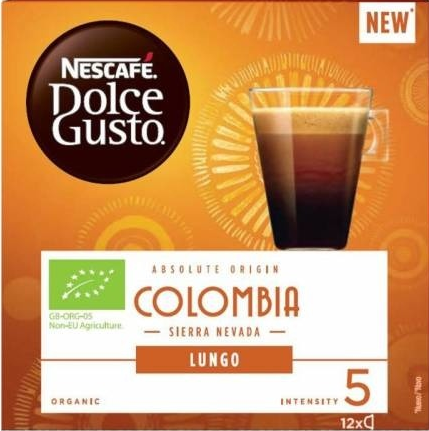 NEW*
NESCAFÉ.
Dolce
Gusto.
ABSOLUTE ORIGIN
COLOMBIA
SIERRA NEVADA
LUNGO
GB-ORG-05
Non-EU Agriculture
ORGANIC
INTENSITY 5
12x